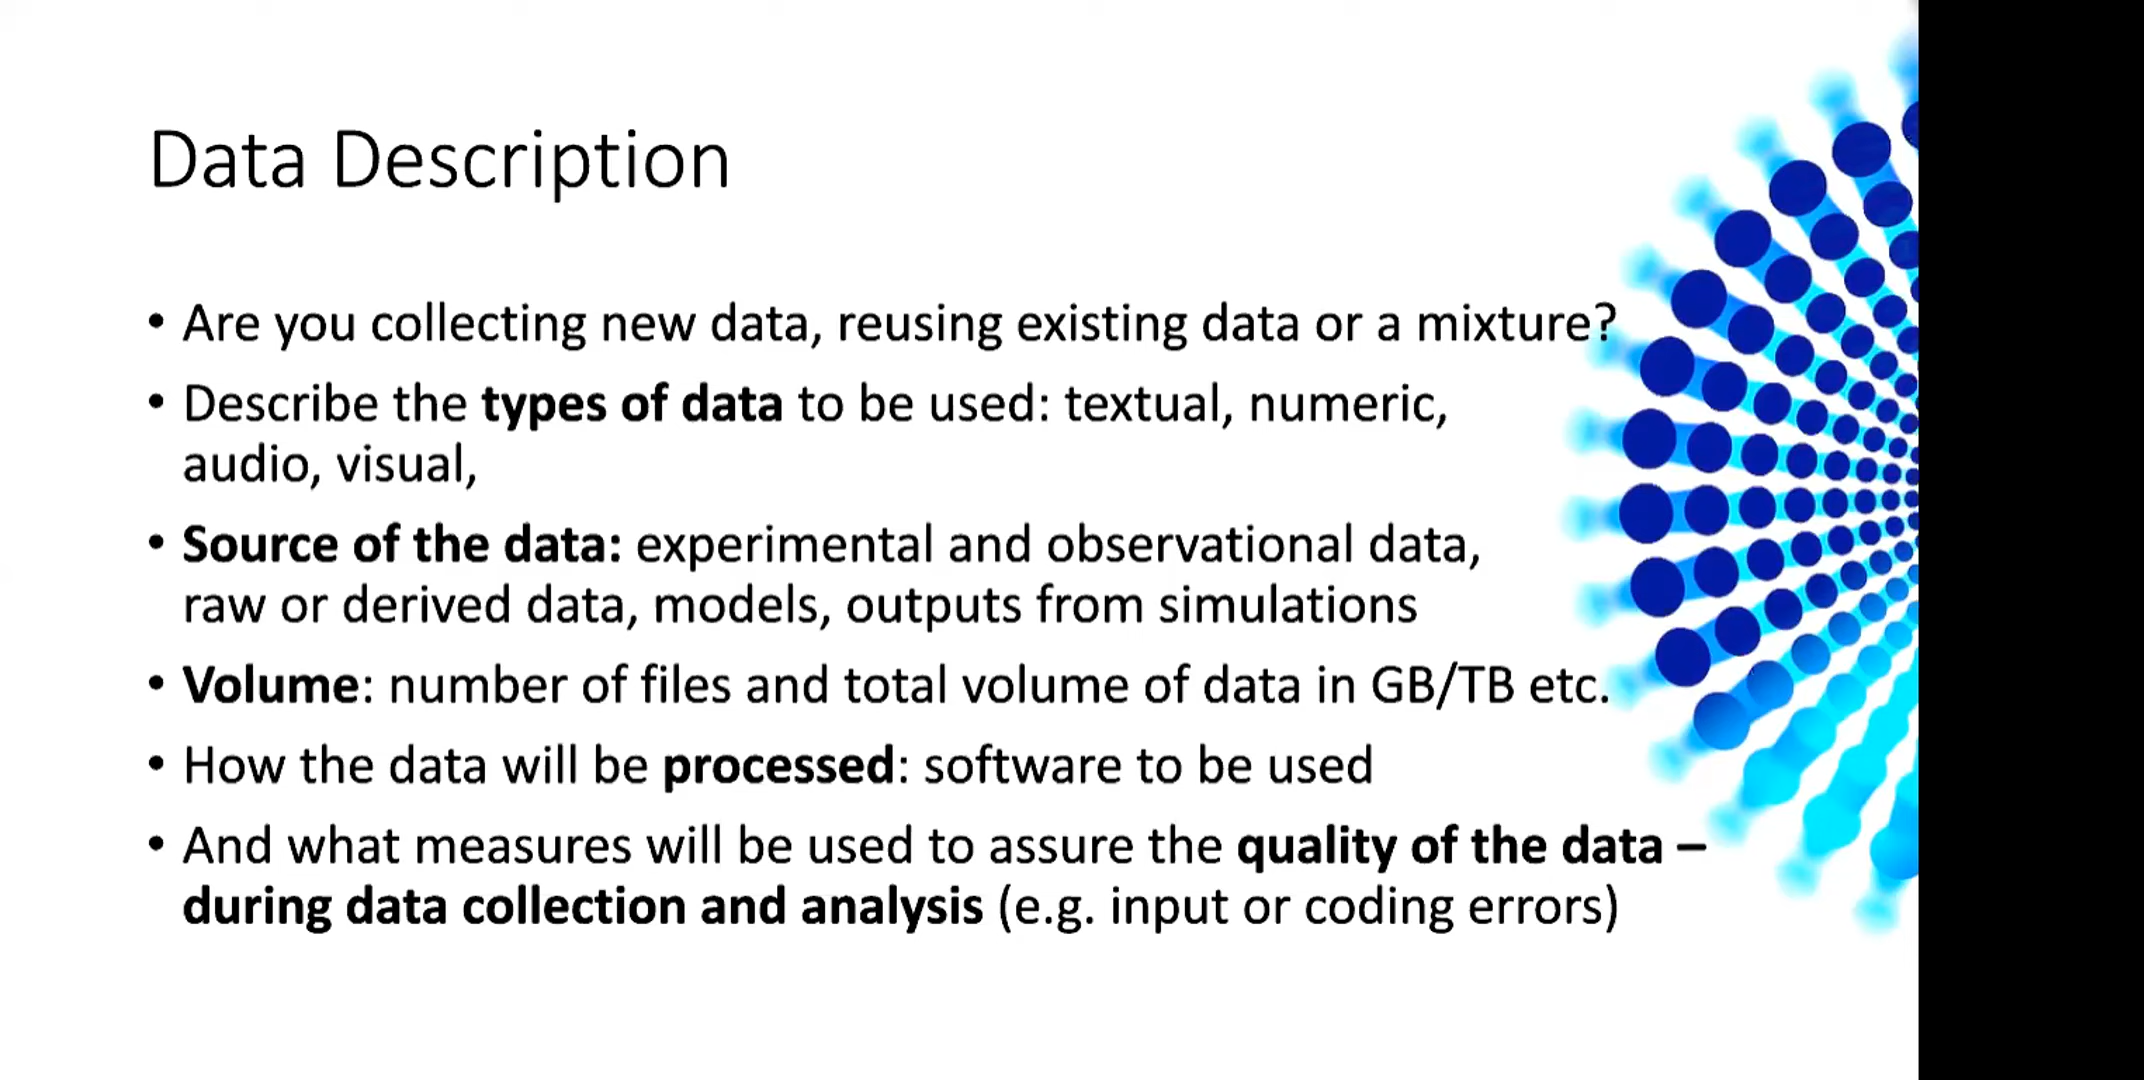 Data Description
• Are you collecting new data, reusing existing data or a mixture?
• Describe the types of data to be used: textual, numeric,
audio, visual,
• Source of the data: experimental and observational data,
raw or derived data, models, outputs from simulations
• Volume: number of files and total volume of data in GB/TB etc.
• How the data will be processed: software to be used
• And what measures will be used to assure the quality of the data –
during data collection and analysis (e.g. input or coding errors)